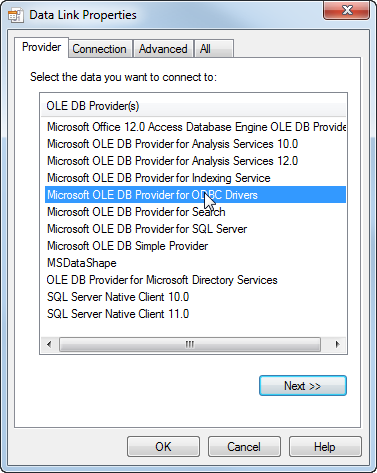 Data Link Properties
Provider Connection Advanced All
Select the data you want to connect to:
OLE DB Provider(s)
Microsoft Office 12.0 Access Database Engine OLE DB Provide
Microsoft OLE DB Provider for Analysis Services 10.0
Microsoft OLE DB Provider for Analysis Services 12.0
Microsoft OLE DB Provider for Indexing Service
Microsoft OLE DB Provider for ODBC Drivers
Microsoft OLE DB Provider for Search
Microsoft OLE DB Provider for SQL Server
Microsoft OLE DB Simple Provider
MSDataShape
OLE DB Provider for Microsoft Directory Services
SQL Server Native Client 10.0
SQL Server Native Client 11.0
Next >>
OK Cancel Help